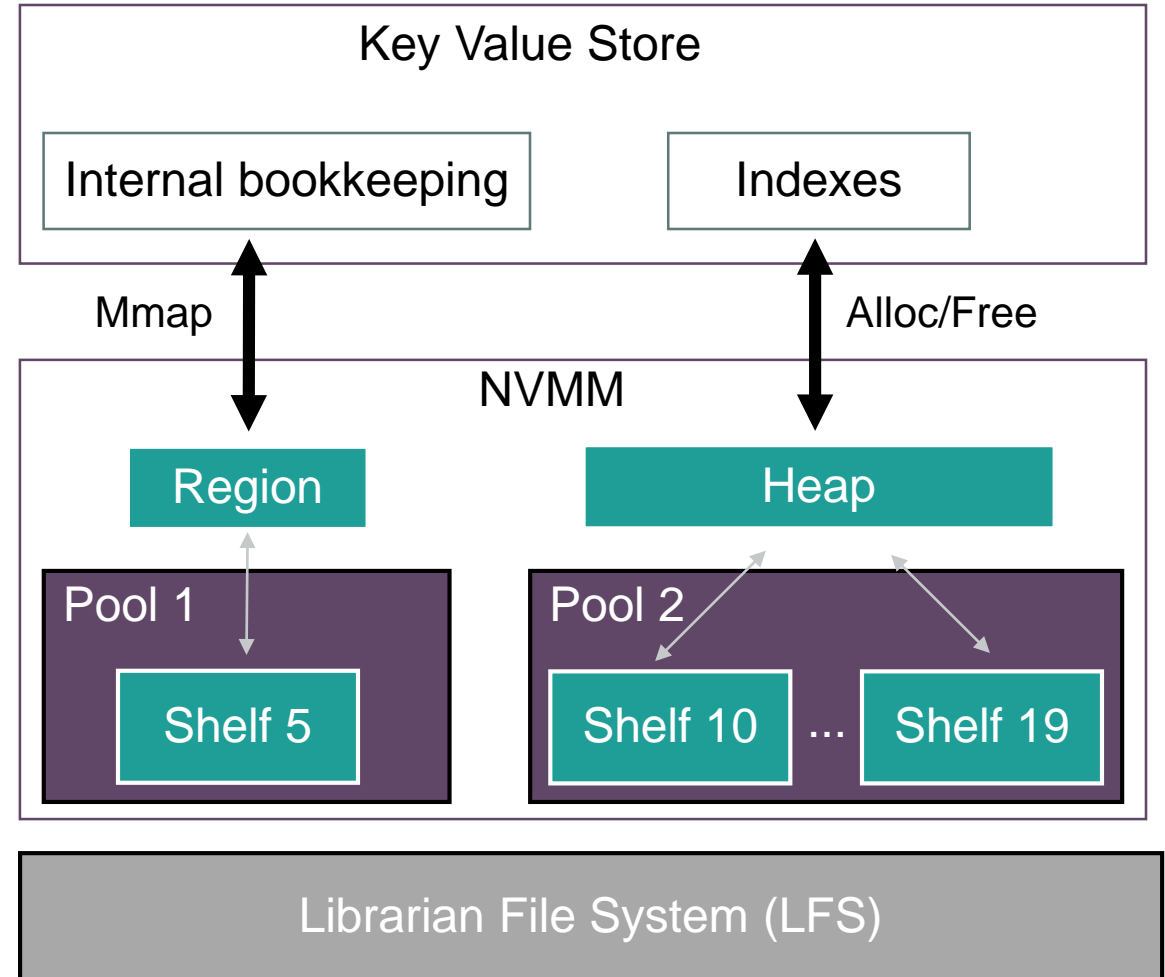 Key Value Store
Internal bookkeeping
Indexes
Mmap
Alloc/Free
NVMM
Region
Heap
Pool 1
Pool 2
Shelf 5
Shelf 10
...
Shelf 19
Librarian File System (LFS)